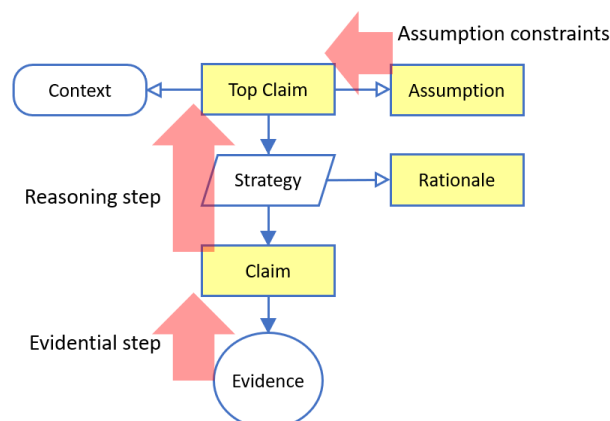 Assumption constraints
Context
Top Claim
Assumption
Reasoning step
Strategy
Rationale
Claim
Evidential step
Evidence